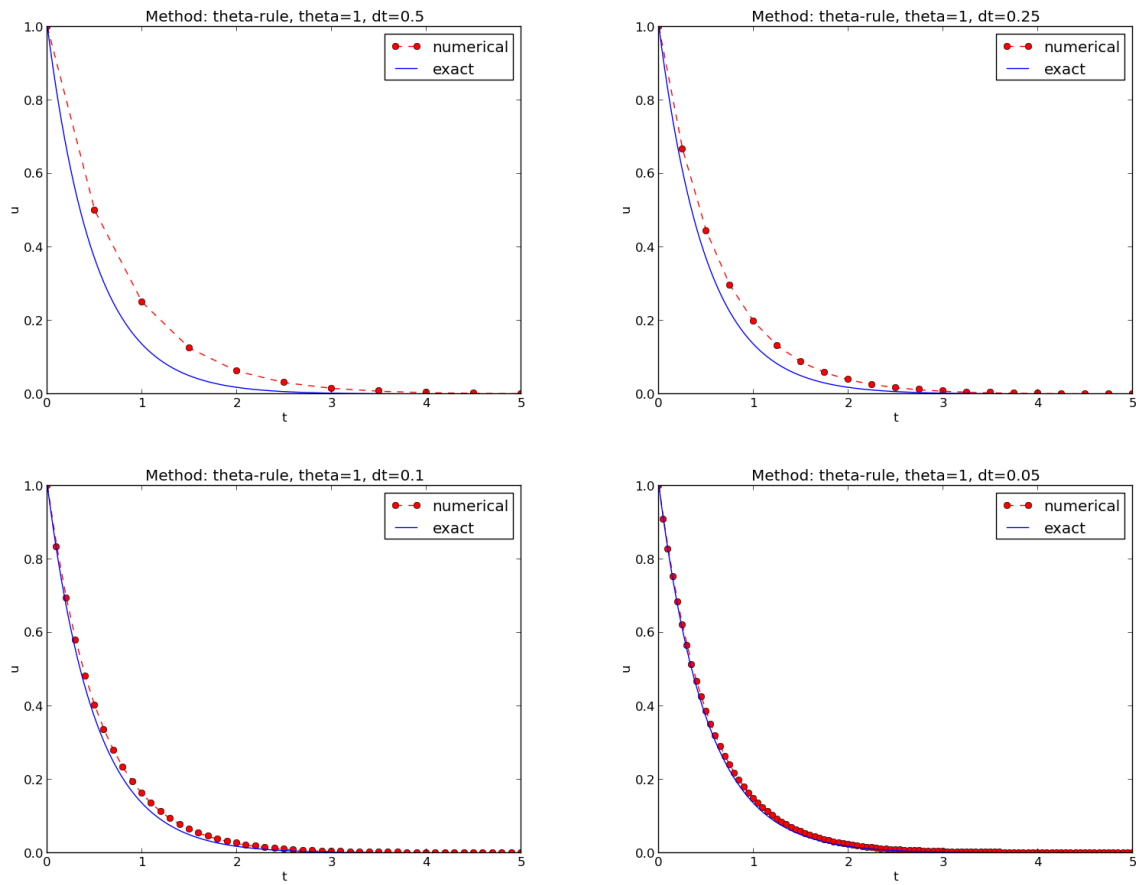 Method: theta-rule, theta=1, dt=0.5
1.0
0.8
0.6
0.4
0.2
0.0
u
numerical
exact
0 1 2 3 4 5
t
Method: theta-rule, theta=1, dt=0.25
1.0
0.8
0.6
0.4
0.2
0.0
u
numerical
exact
0 1 2 3 4 5
t
Method: theta-rule, theta=1, dt=0.1
1.0
0.8
0.6
0.4
0.2
0.0
u
numerical
exact
0 1 2 3 4 5
t
Method: theta-rule, theta=1, dt=0.05
1.0
0.8
0.6
0.4
0.2
0.0
u
numerical
exact
0 1 2 3 4 5
t